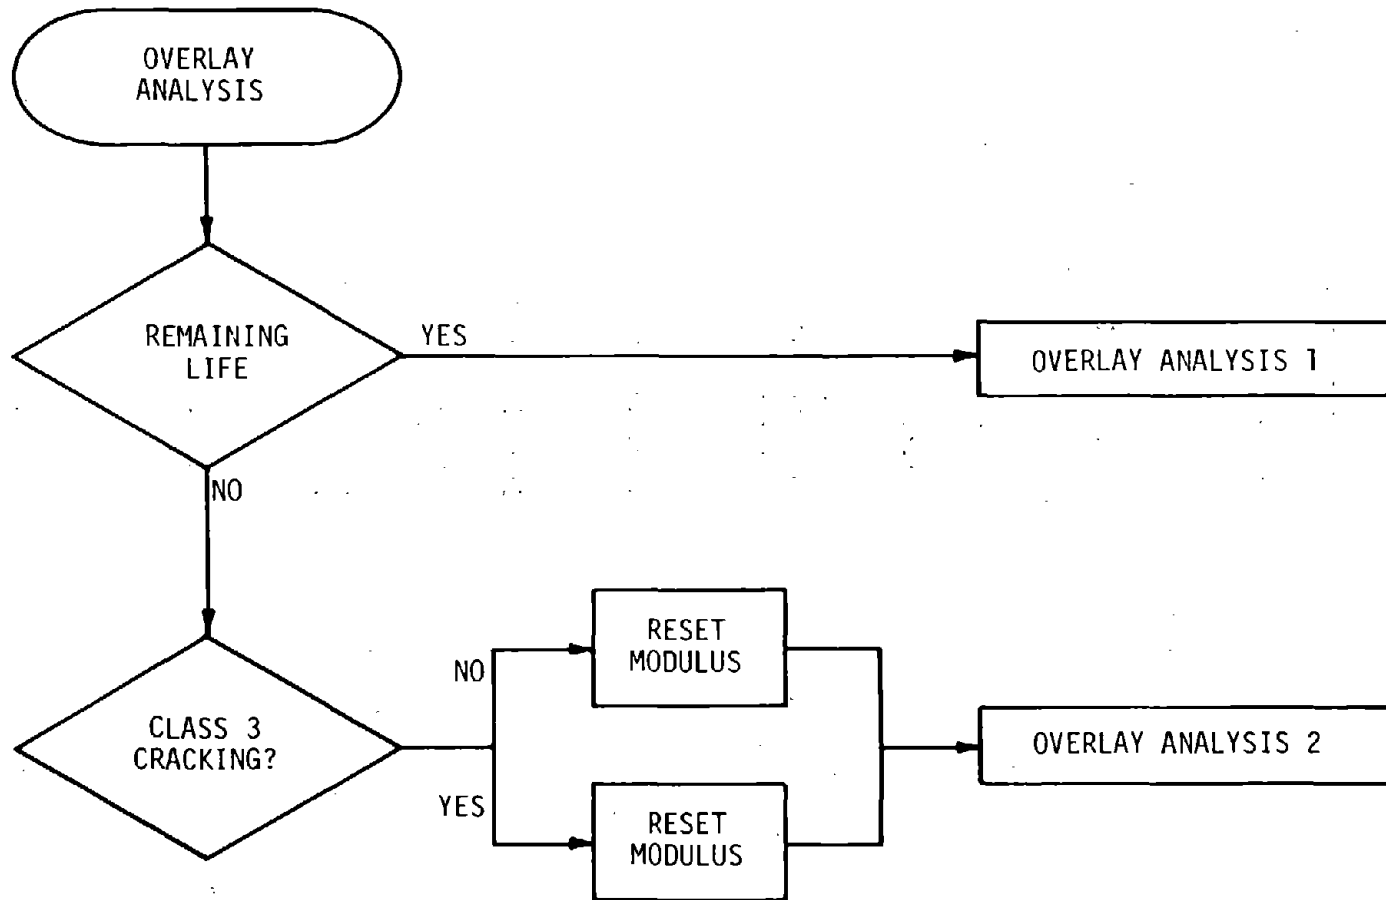 OVERLAY
ANALYSIS
REMAINING
LIFE
YES
OVERLAY ANALYSIS 1
NO
CLASS 3
CRACKING?
NO
RESET
MODULUS
YES
RESET
MODULUS
OVERLAY ANALYSIS 2